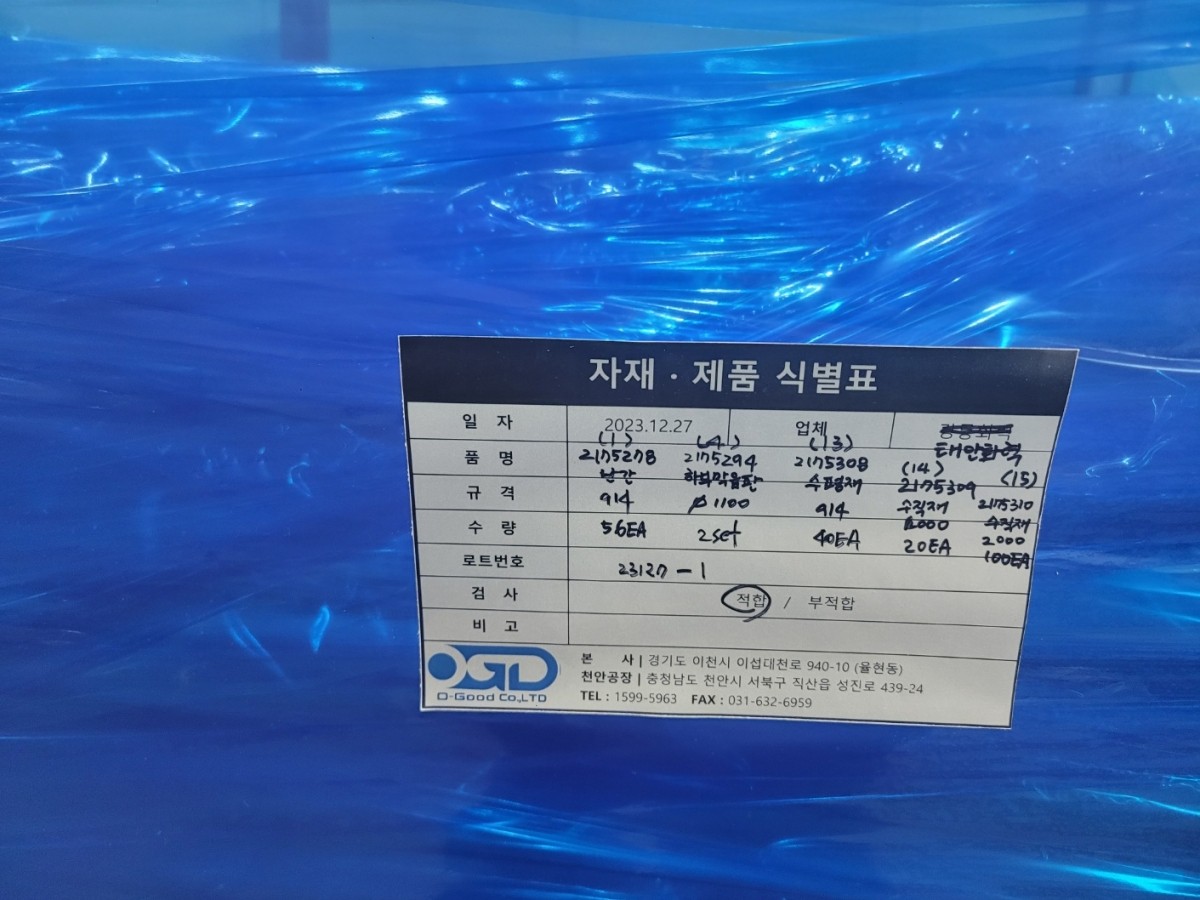 자재 · 제품 식별표
일 자 2023.12.27 업체
태안화력
(1) (4) (13) (14) (15)
품 명 2175278 2175294 2175308 2175309 2175310
난간 하부막음판 수평재 수직재 수직재
규 격 914 ø1100 914 1000 2000
수 량 56EA 2set 40EA 20EA 100EA
로트번호 23127-1
검 사 적합 / 부적합
비 고
OGD
O-Good Co.,LTD
본 사 | 경기도 이천시 이섭대천로 940-10 (율현동)
천안공장 | 충청남도 천안시 서북구 직산읍 성진로 439-24
TEL : 1599-5963 FAX : 031-632-6959